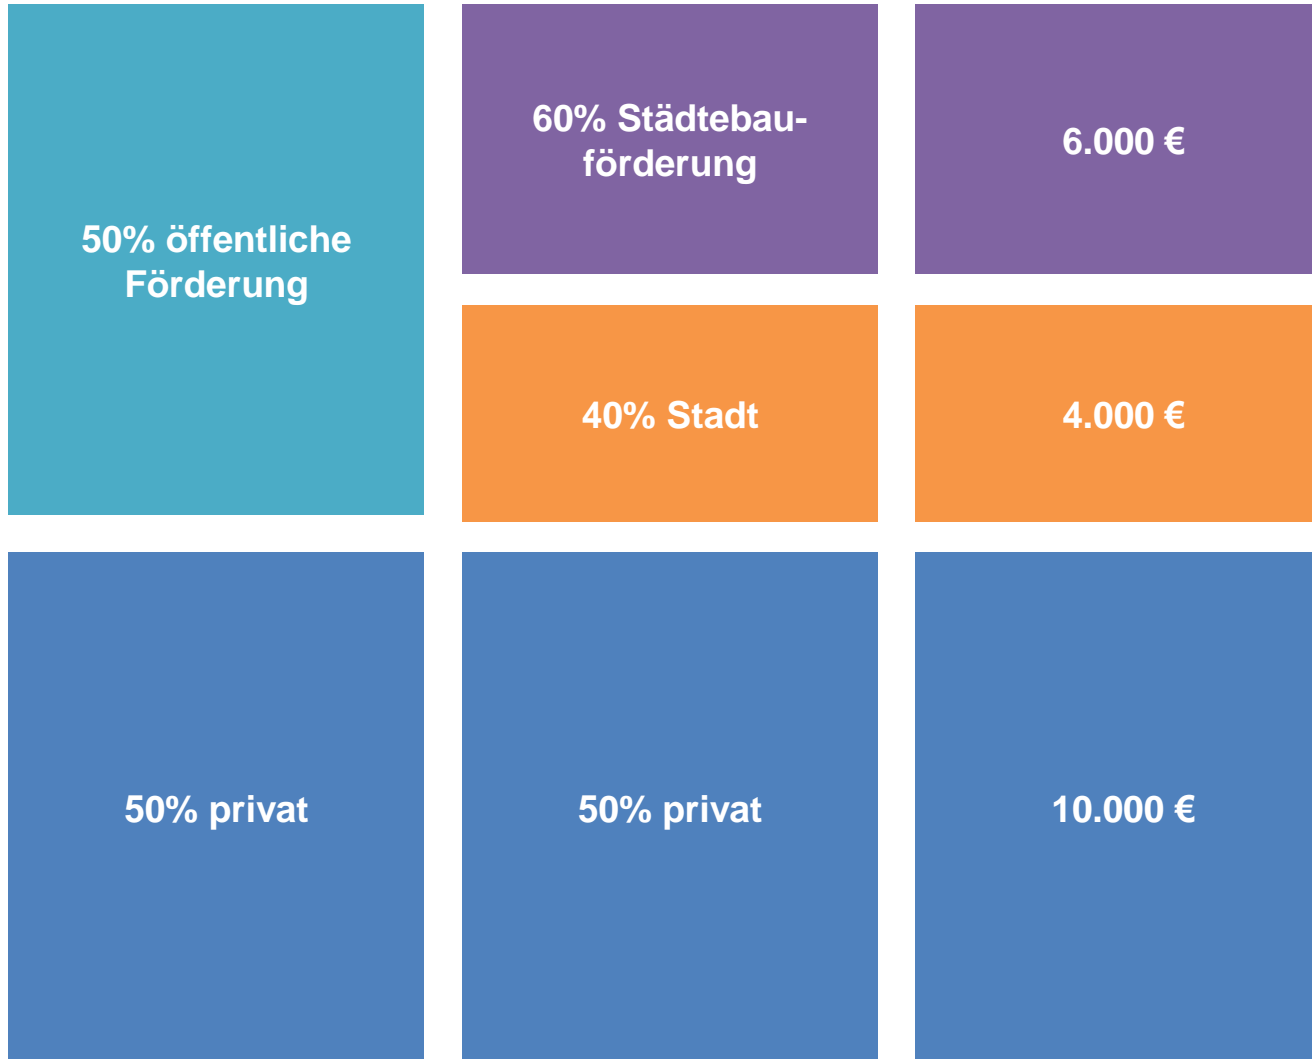 50% öffentliche
Förderung
60% Städtebau-
förderung
6.000 €
40% Stadt
4.000 €
50% privat
50% privat
10.000 €